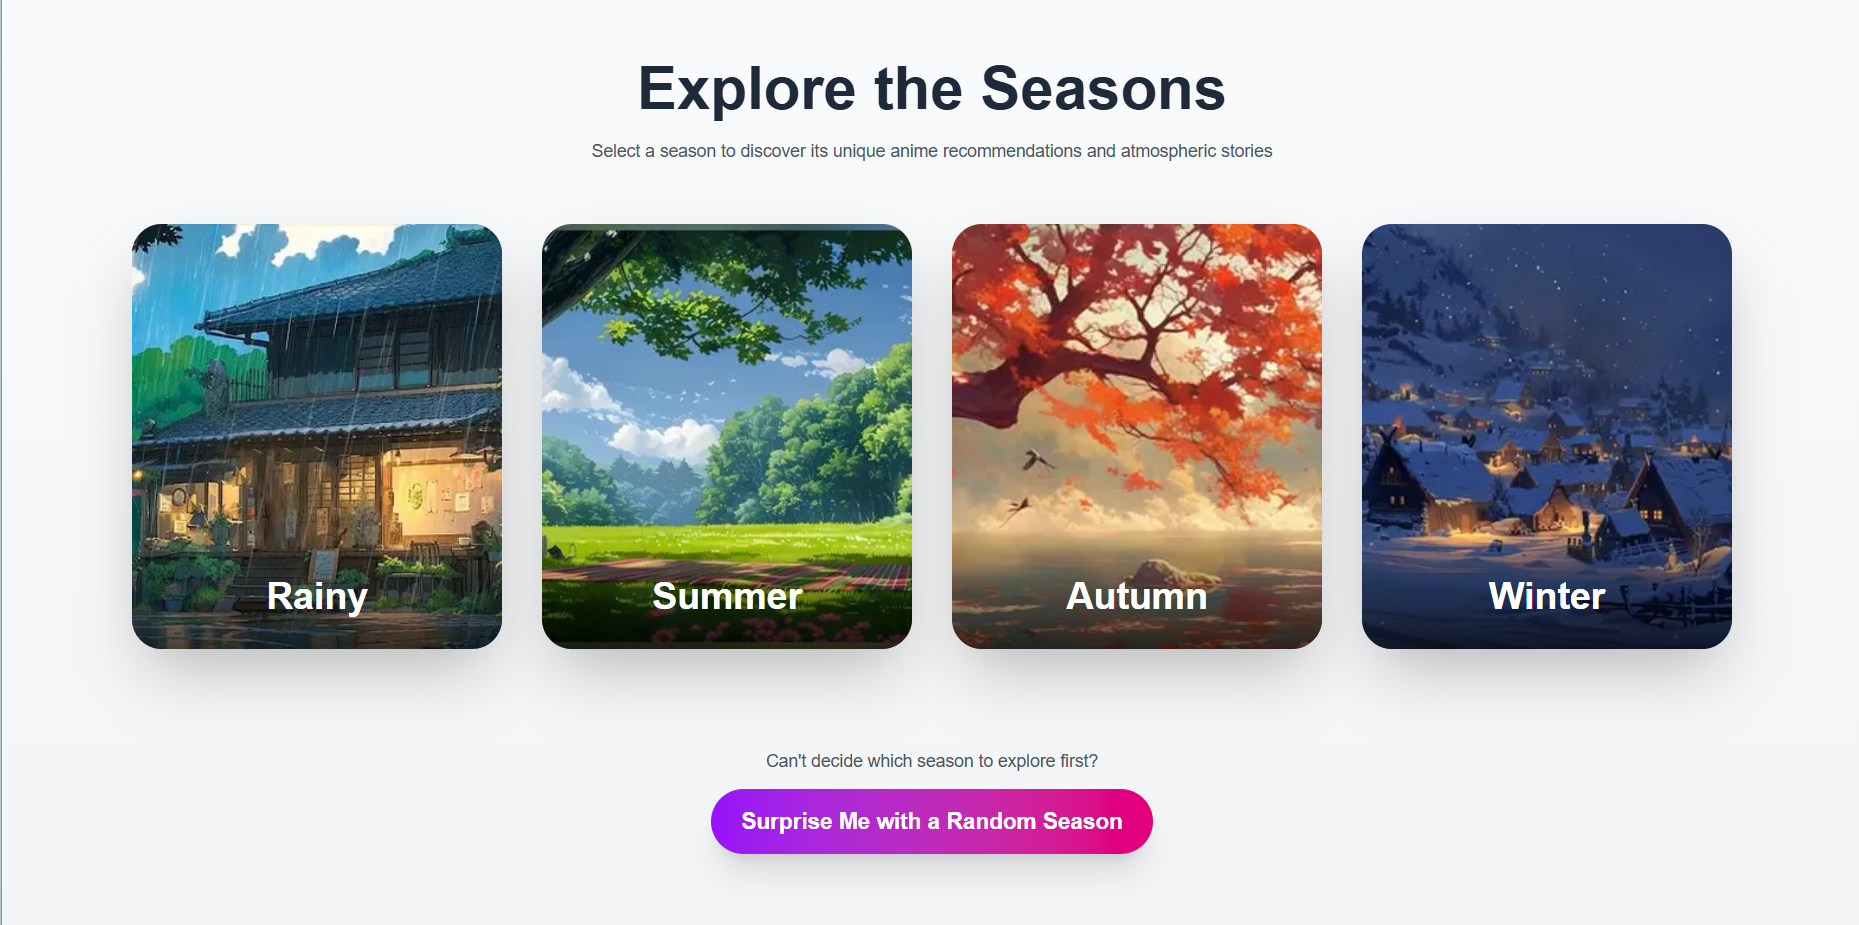 Explore the Seasons
Select a season to discover its unique anime recommendations and atmospheric stories
Rainy
Summer
Autumn
Winter
Can't decide which season to explore first?
Surprise Me with a Random Season